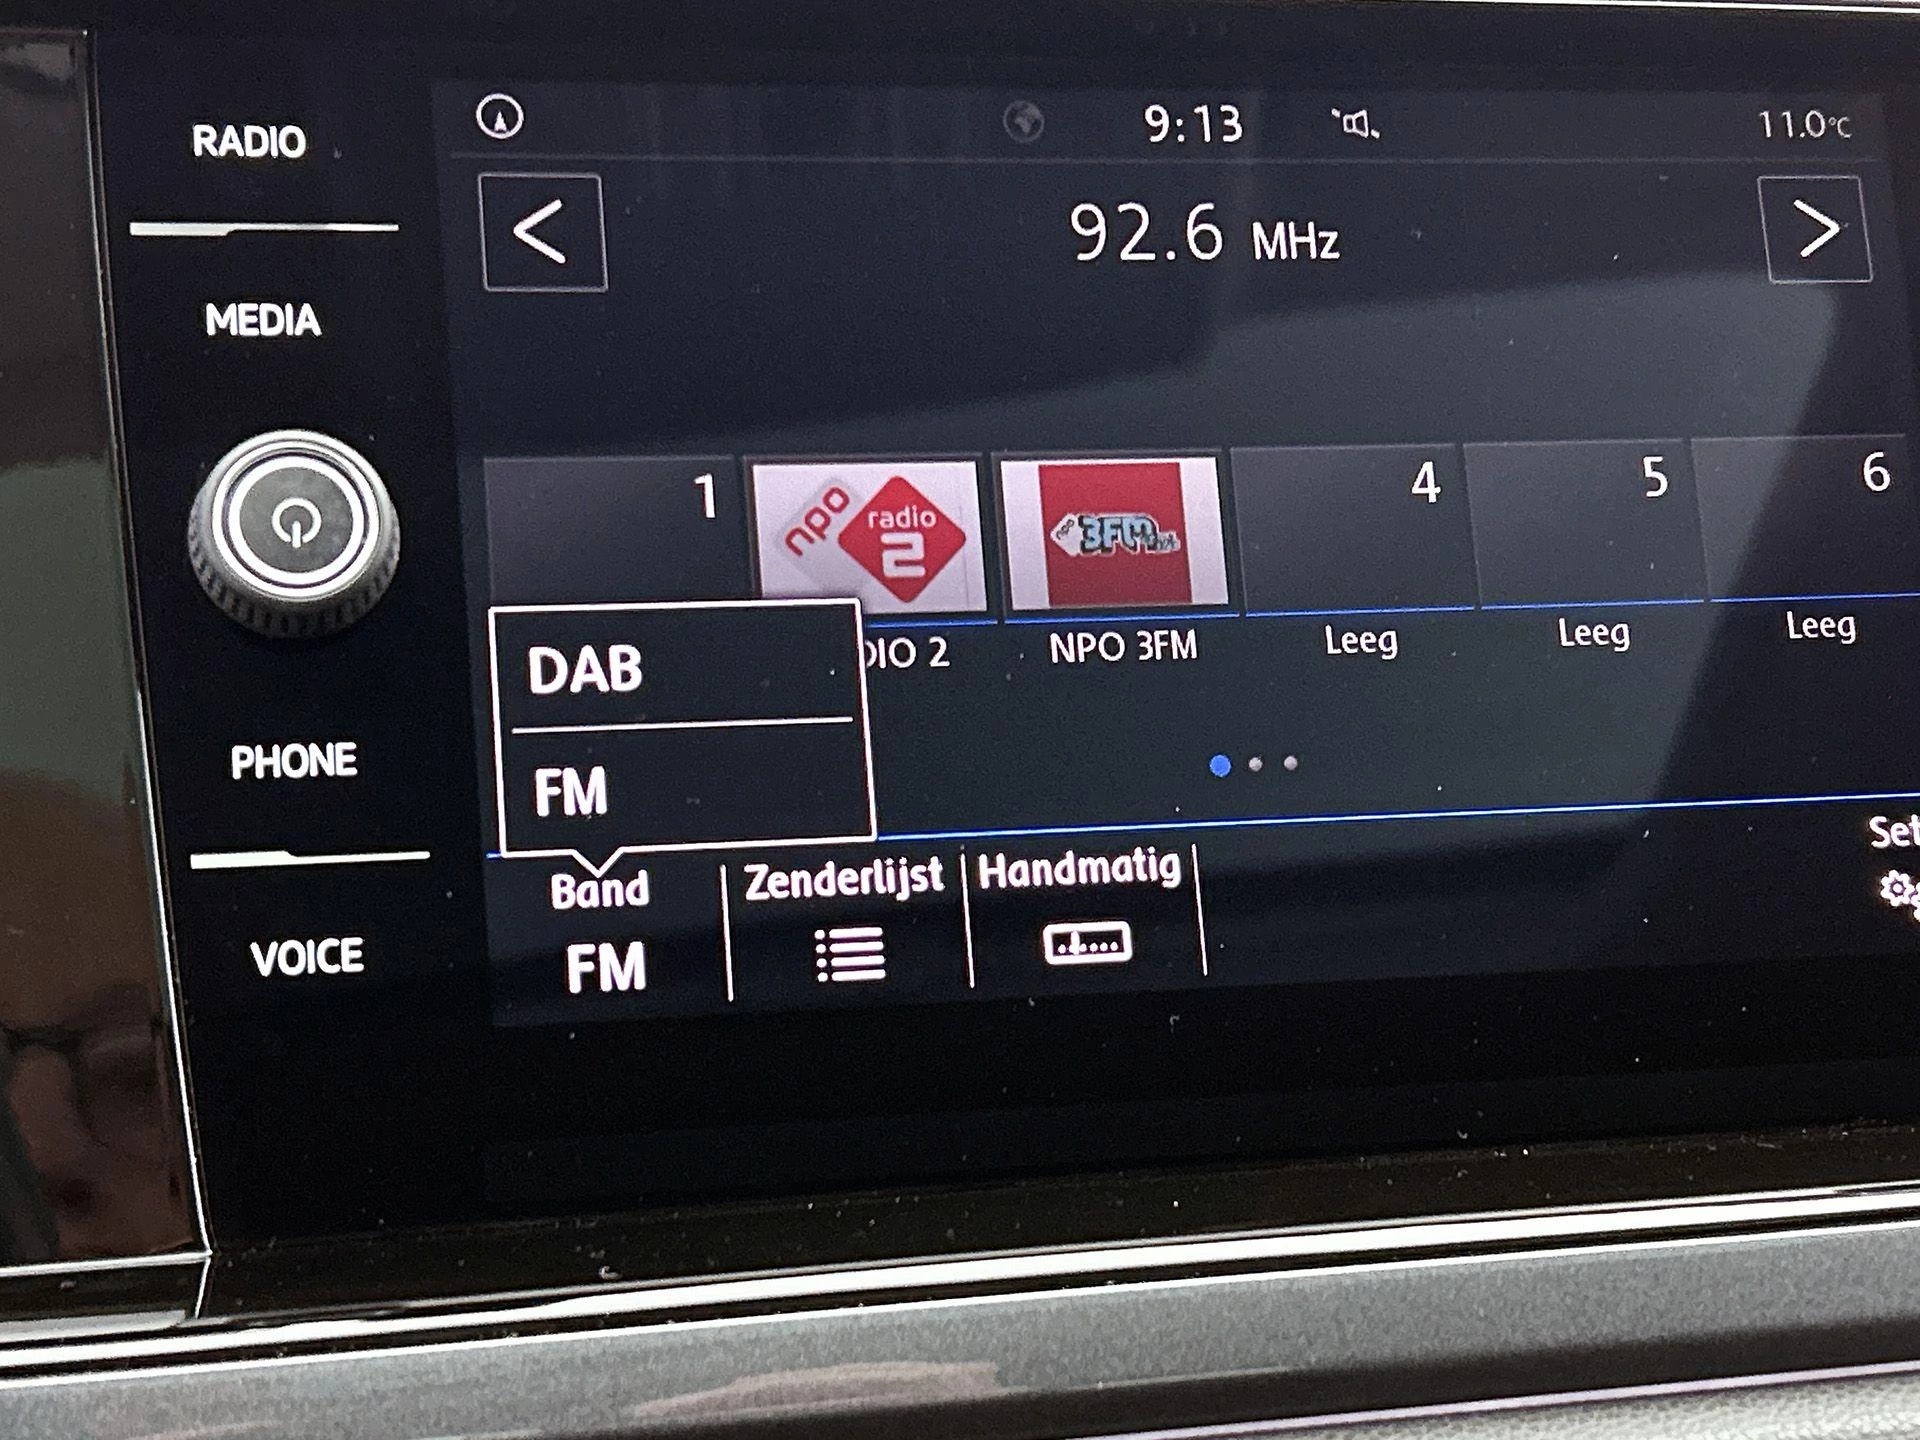 RADIO
MEDIA
PHONE
VOICE
9:13
11.0°C
<
92.6 MHz
>
1
npo
radio
2
npo
3FM
4
5
6
DIO 2
NPO 3FM
Leeg
Leeg
Leeg
DAB
FM
Band
FM
Zenderlijst
Handmatig
Set